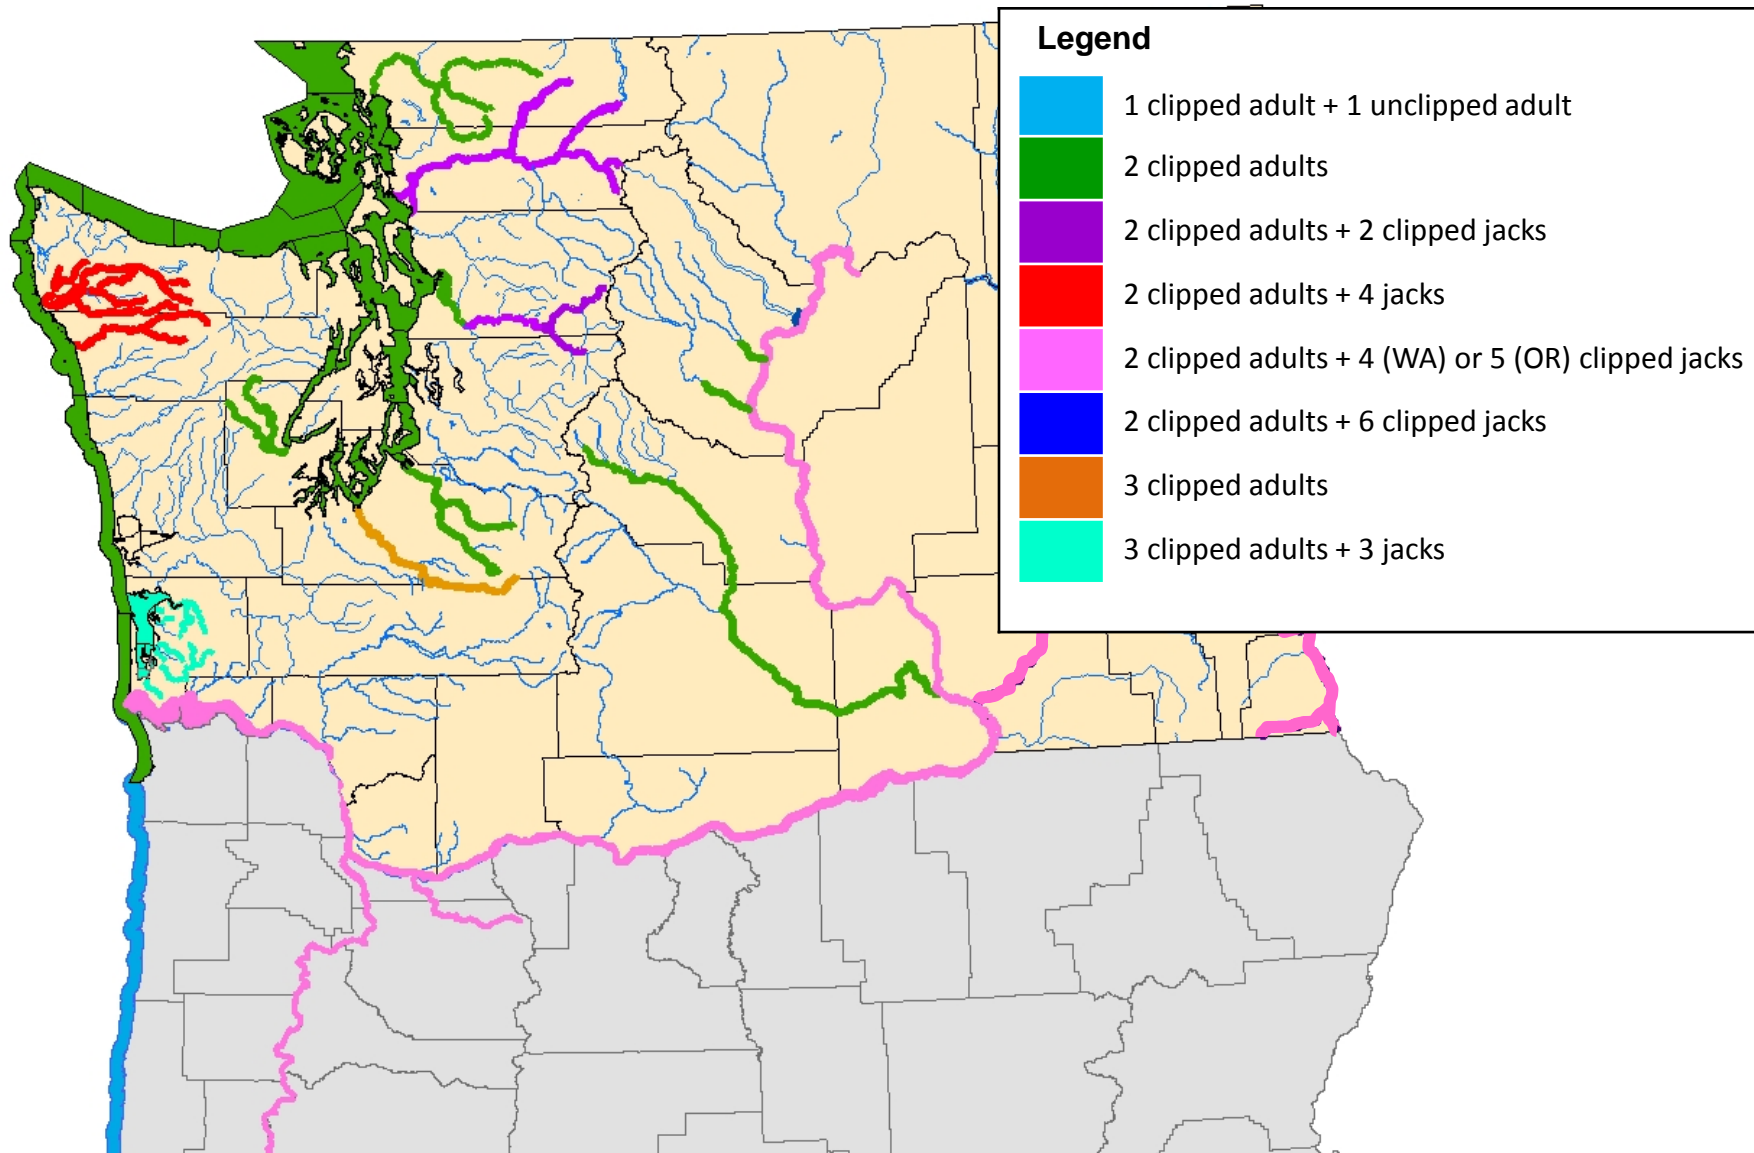 Legend
1 clipped adult + 1 unclipped adult
2 clipped adults
2 clipped adults + 2 clipped jacks
2 clipped adults + 4 jacks
2 clipped adults + 4 (WA) or 5 (OR) clipped jacks
2 clipped adults + 6 clipped jacks
3 clipped adults
3 clipped adults + 3 jacks